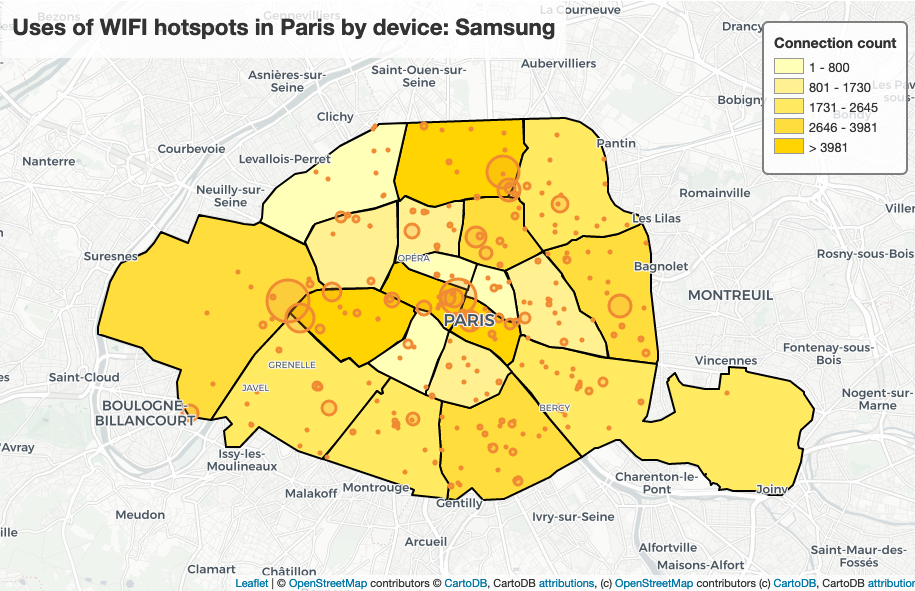 La Courneuve
Bezons
Gennevilliers
Uses of WIFI hotspots in Paris by device: Samsung
Drancy
Connection count
1 - 800
801 - 1730
1731 - 2645
2646 - 3981
> 3981
Aubervilliers
Asnières-sur-
Seine
Saint-Ouen-sur-
Seine
Bobigny
Bondy
Clichy
Courbevoie
Pantin
Levallois-Perret
Nanterre
Neuilly-sur-
Seine
Romainville
Les Lilas
Suresnes
OPÉRA
Rosny-sous-Bois
Bagnolet
MONTREUIL
PARIS
Fontenay-sous-
Bois
Vincennes
GRENELLE
Saint-Cloud
JAVEL
Nogent-sur-
Marne
BOULOGNE-
BILLANCOURT
BERCY
Issy-les-
Moulineaux
Charenton-le-
Pont
Malakoff
Montrouge
Joinv
Gentilly
Meudon
Ivry-sur-Seine
Arcueil
Alfortville
Saint-Maur-des-
Fossés
Maisons-Alfort
Clamart
Châtillon
Leaflet | © OpenStreetMap contributors © CartoDB, CartoDB attributions, (c) OpenStreetMap contributors (c) CartoDB, CartoDB attribution